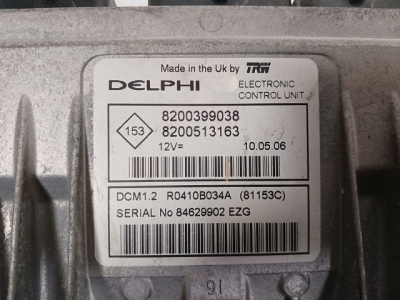 Made in the Uk by TRW
DELPHI ELECTRONIC
CONTROL UNIT
153
8200399038
8200513163
12V= 10.05.06
DCM1.2 R0410B034A (81153C)
SERIAL No 84629902 EZG
16